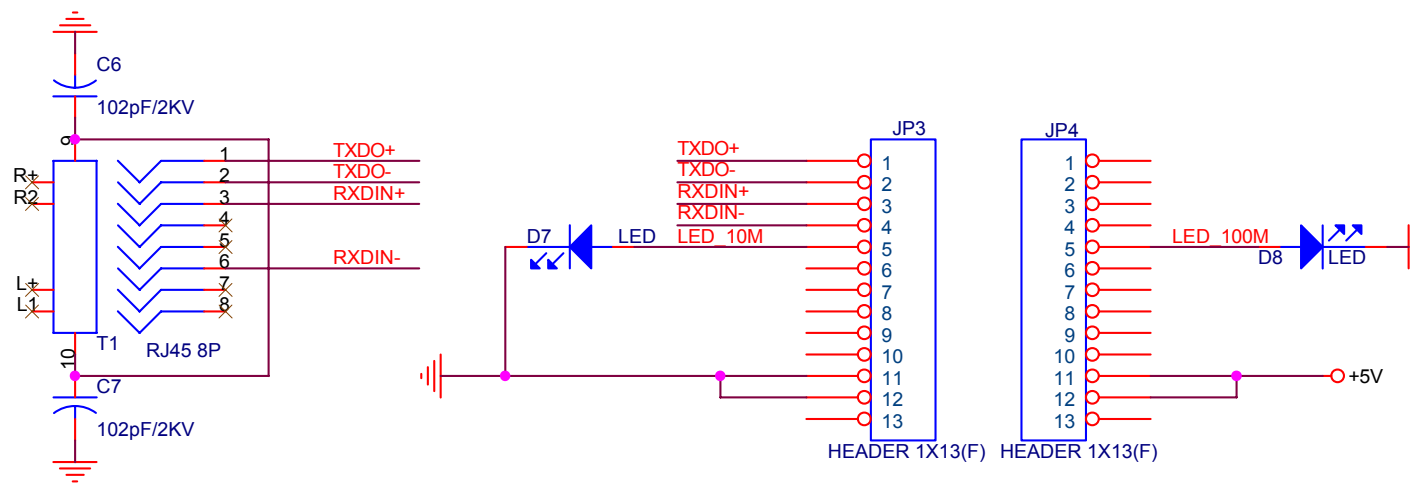 C6
102pF/2KV
9
R+
R2
L+
L1
10
T1
C7
102pF/2KV
1
2
3
4
5
6
7
8
RJ45 8P
TXDO+
TXDO-
RXDIN+
RXDIN-
D7
LED
TXDO+
TXDO-
RXDIN+
RXDIN-
LED_10M
JP3
1
2
3
4
5
6
7
8
9
10
11
12
13
HEADER 1X13(F)
JP4
1
2
3
4
5
6
7
8
9
10
11
12
13
HEADER 1X13(F)
LED_100M
D8
LED
+5V